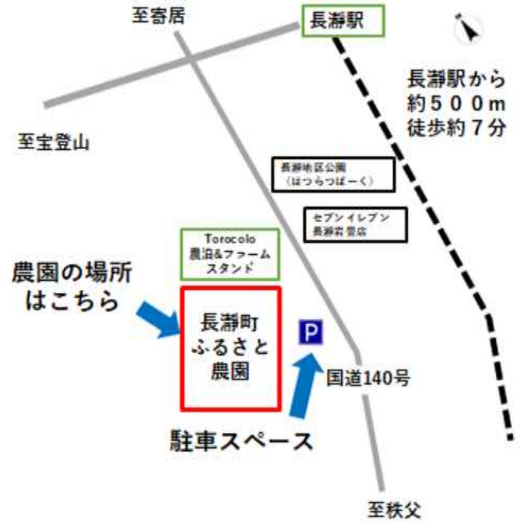 至寄居
長瀞駅
長瀞駅から
約500m
徒歩約7分
至宝登山
長瀞地区公園
（はつらつぱーく）
セブンイレブン
長瀞岩畳店
Torocolo
農泊&ファーム
スタンド
農園の場所
はこちら
長瀞町
ふるさと
農園
P
国道140号
駐車スペース
至秩父